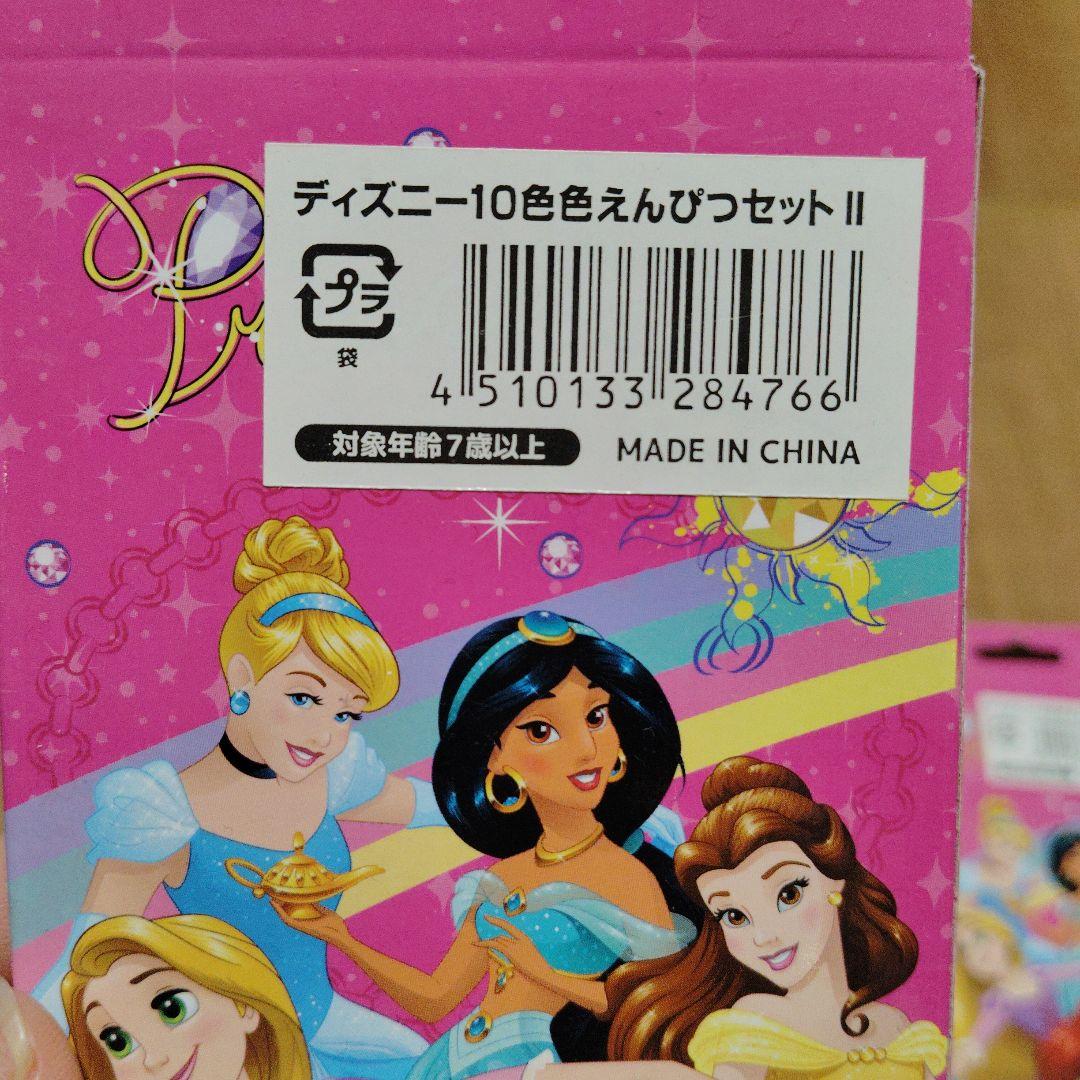 ディズニー10色色えんぴつセットⅡ
プラ
袋
4 510133 284766
対象年齢7歳以上
MADE IN CHINA